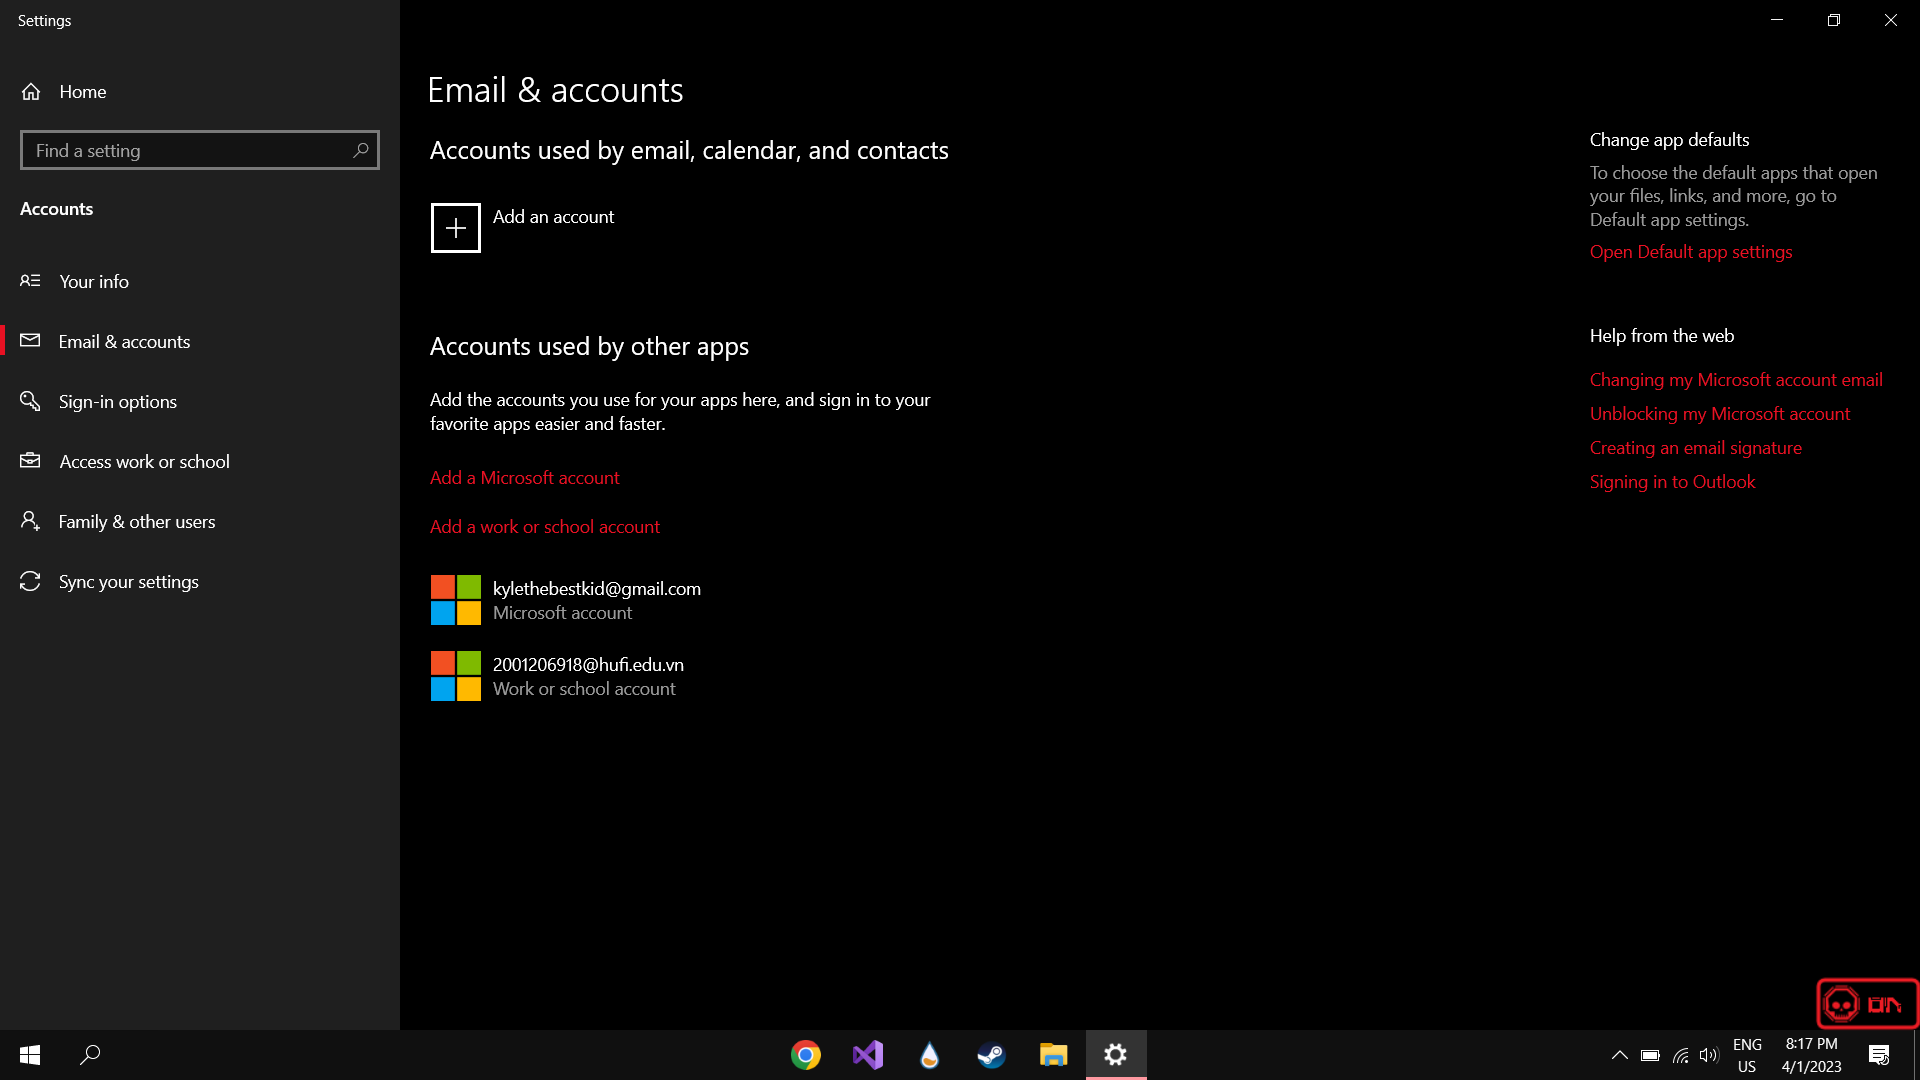 Settings
Home
Find a setting
Accounts
Your info
Email & accounts
Sign-in options
Access work or school
Family & other users
Sync your settings
Email & accounts
Accounts used by email, calendar, and contacts
Add an account
Accounts used by other apps
Add the accounts you use for your apps here, and sign in to your
favorite apps easier and faster.
Add a Microsoft account
Add a work or school account
kylethebestkid@gmail.com
Microsoft account
2001206918@hufi.edu.vn
Work or school account
Change app defaults
To choose the default apps that open
your files, links, and more, go to
Default app settings.
Open Default app settings
Help from the web
Changing my Microsoft account email
Unblocking my Microsoft account
Creating an email signature
Signing in to Outlook
ON
ENG
US
8:17 PM
4/1/2023